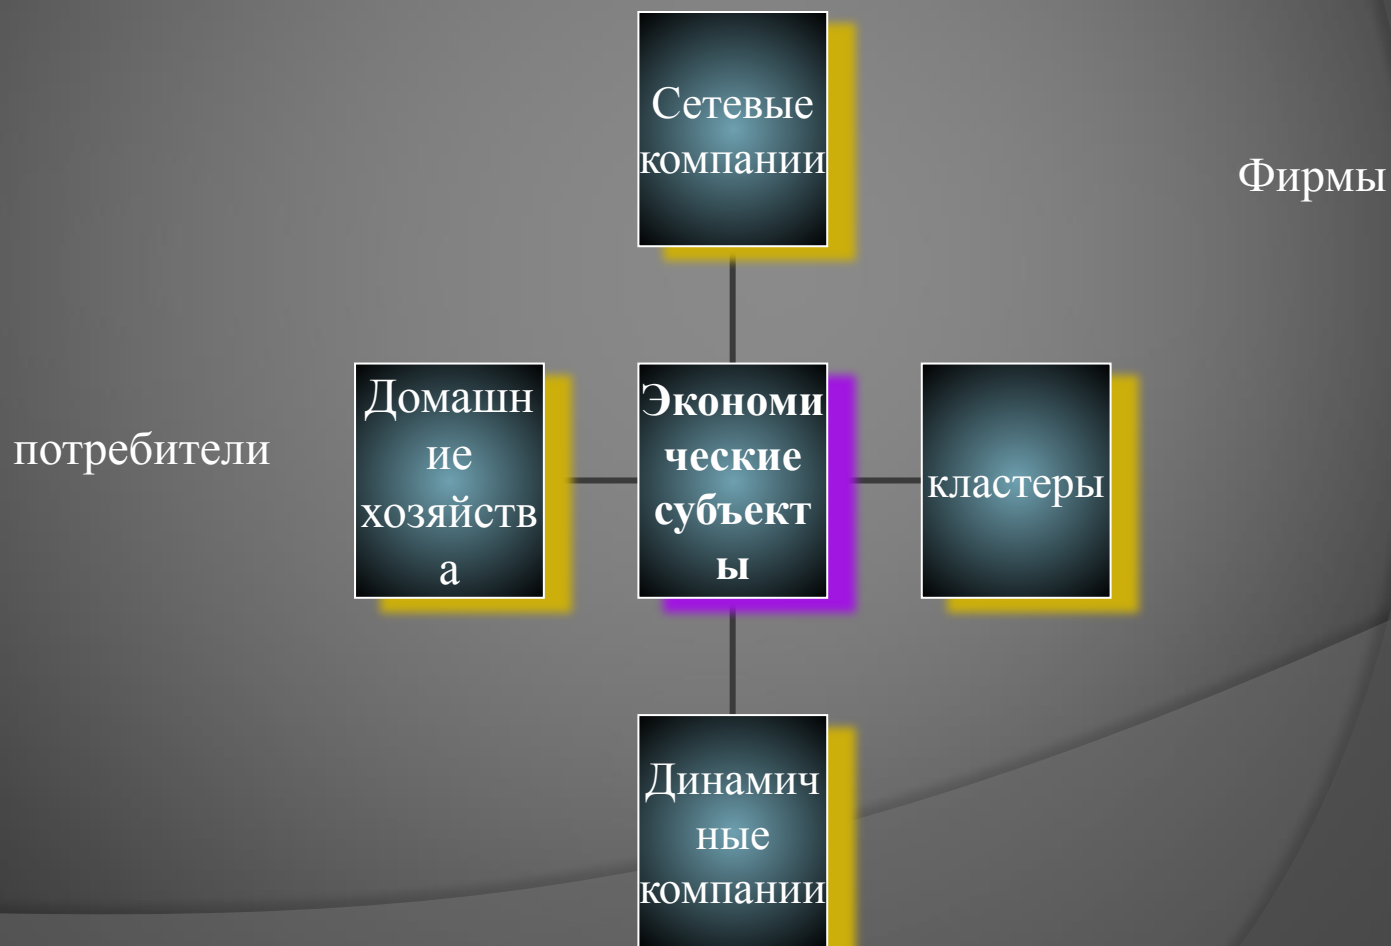 Сетевые
компании
Фирмы
потребители
Домашн
ие
хозяйств
а
Экономи
ческие
субъект
ы
кластеры
Динамич
ные
компании